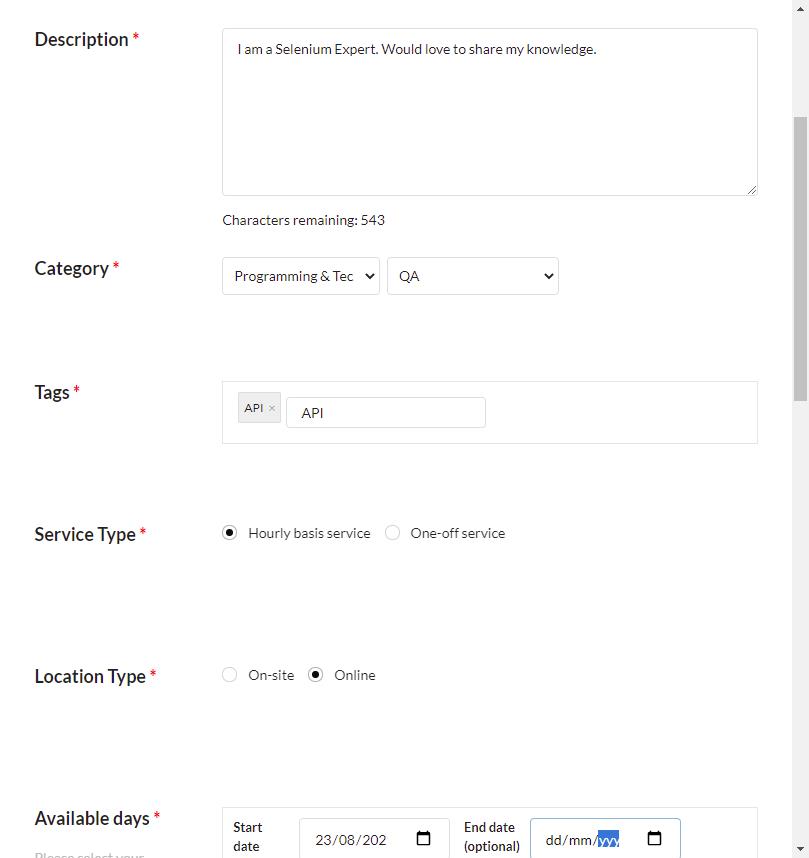 Description *
I am a Selenium Expert. Would love to share my knowledge.
Characters remaining: 543
Category *
Programming & Tec
QA
Tags *
API ×
API
Service Type *
Hourly basis service
One-off service
Location Type *
On-site
Online
Available days *
Please select your
Start
date
23/08/202
End date
(optional)
dd/mm/yyy